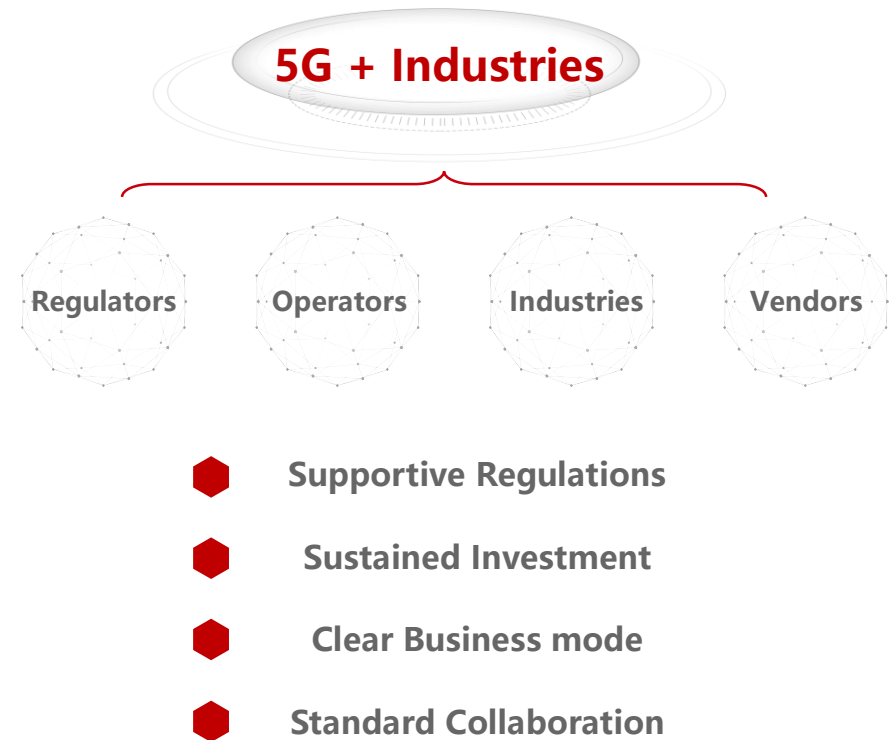 5G + Industries
Regulators
Operators
Industries
Vendors
Supportive Regulations
Sustained Investment
Clear Business mode
Standard Collaboration